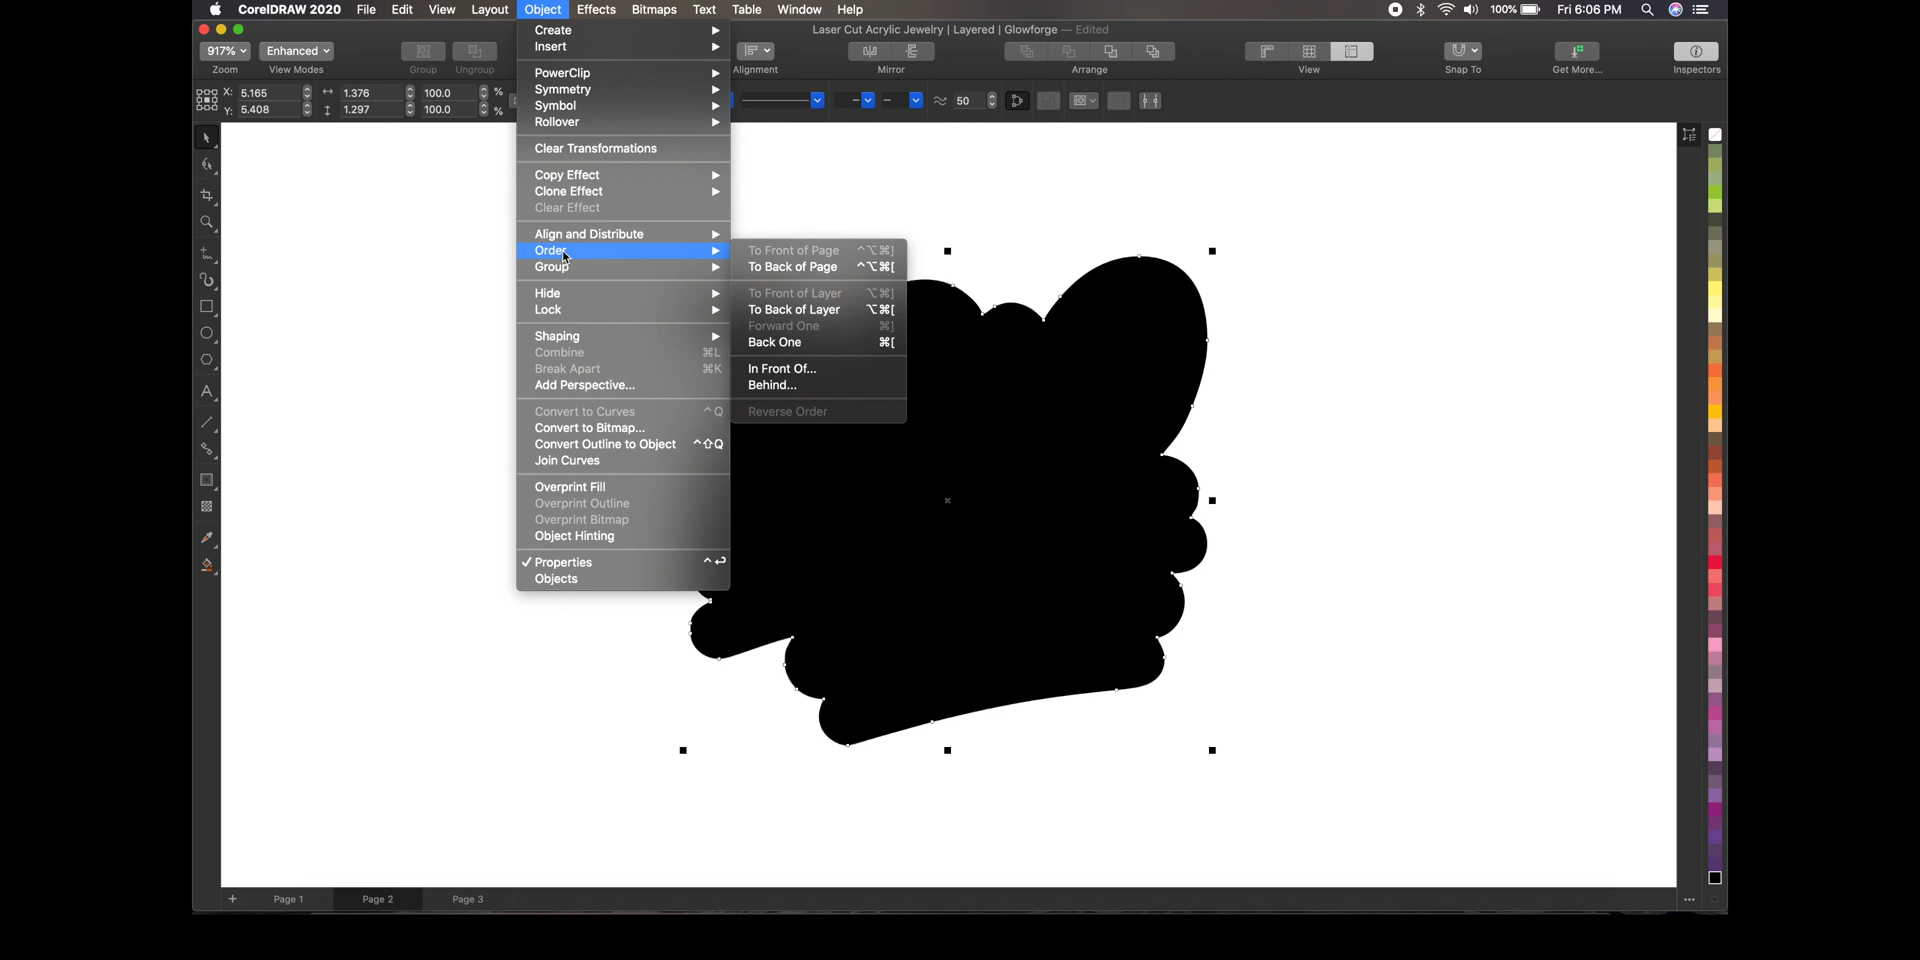 CorelDRAW 2020 File Edit View Layout Object Effects Bitmaps Text Table Window Help 100% Fri 6:06 PM
Laser Cut Acrylic Jewelry | Layered | Glowforge — Edited
917% Enhanced
Zoom View Modes Group Ungroup Alignment Mirror Arrange View Snap To Get More... Inspectors
X: 5.165 1.376 100.0 %
Y: 5.408 1.297 100.0 %
50
Create
Insert
PowerClip
Symmetry
Symbol
Rollover
Clear Transformations
Copy Effect
Clone Effect
Clear Effect
Align and Distribute
Order
Group
Hide
Lock
Shaping
Combine ⌘L
Break Apart ⌘K
Add Perspective...
Convert to Curves ^Q
Convert to Bitmap...
Convert Outline to Object ^⇧Q
Join Curves
Overprint Fill
Overprint Outline
Overprint Bitmap
Object Hinting
✓ Properties ^↩
Objects
To Front of Page ^⌥⌘]
To Back of Page ^⌥⌘[
To Front of Layer ⌥⌘]
To Back of Layer ⌥⌘[
Forward One ⌘]
Back One ⌘[
In Front Of...
Behind...
Reverse Order
Page 1 Page 2 Page 3